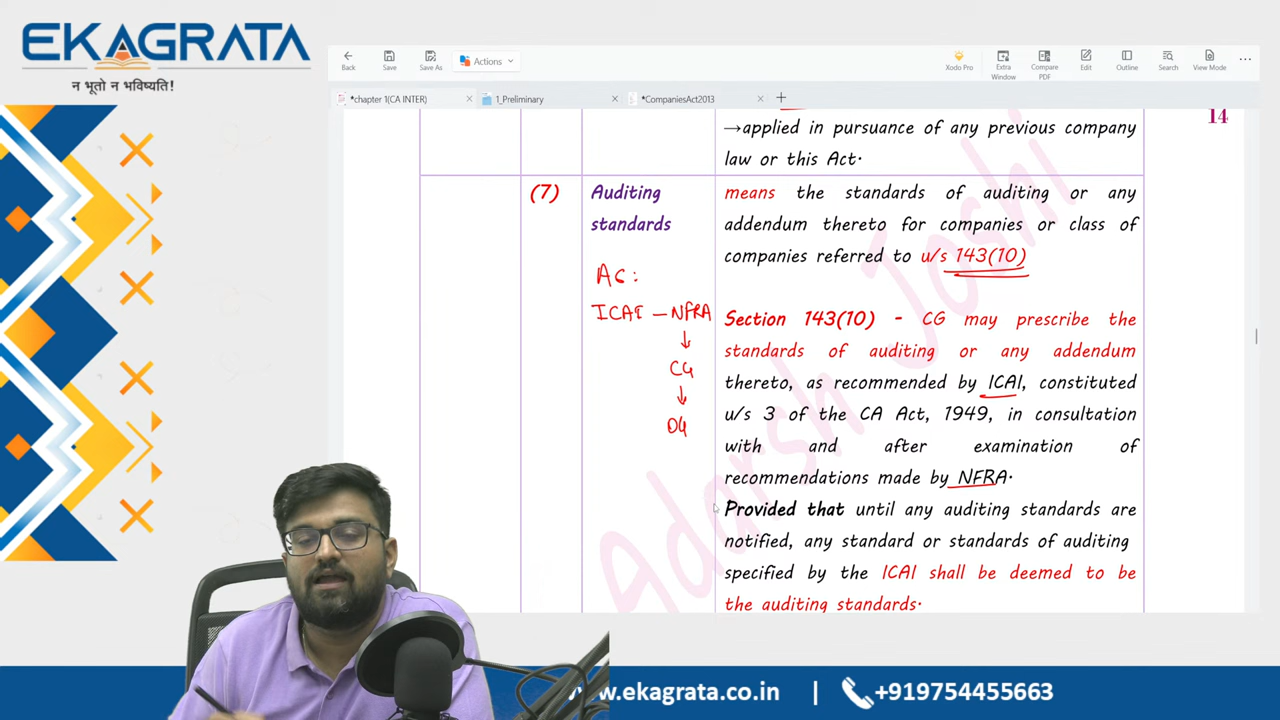 EKAGRATA
न भूतो न भविष्यति!
Back
Save
Save As
Actions
Xodo Pro
Extra Window
Compare PDF
Edit
Outline
Search
View Mode
*chapter 1(CA INTER)
1_Preliminary
*CompaniesAct2013
14
→applied in pursuance of any previous company
law or this Act.
(7)
Auditing
standards
means the standards of auditing or any
addendum thereto for companies or class of
companies referred to u/s 143(10)
AS:
ICAI – NFRA
↓
CG
↓
OG
Section 143(10) - CG may prescribe the
standards of auditing or any addendum
thereto, as recommended by ICAI, constituted
u/s 3 of the CA Act, 1949, in consultation
with and after examination of
recommendations made by NFRA.
Provided that until any auditing standards are
notified, any standard or standards of auditing
specified by the ICAI shall be deemed to be
the auditing standards.
Adarsh Joshi
www.ekagrata.co.in | +919754455663